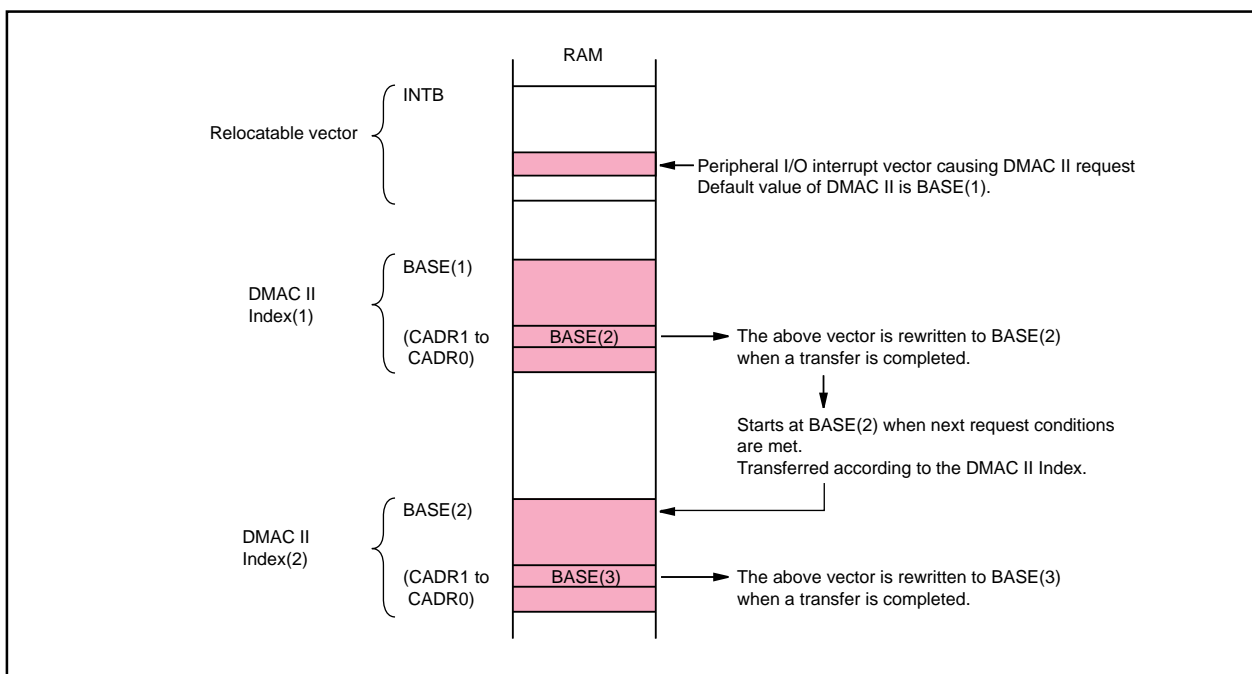 RAM
INTB
Relocatable vector
Peripheral I/O interrupt vector causing DMAC II request
Default value of DMAC II is BASE(1).
BASE(1)
DMAC II
Index(1)
(CADR1 to
CADR0)
BASE(2)
The above vector is rewritten to BASE(2)
when a transfer is completed.
Starts at BASE(2) when next request conditions
are met.
Transferred according to the DMAC II Index.
BASE(2)
DMAC II
Index(2)
(CADR1 to
CADR0)
BASE(3)
The above vector is rewritten to BASE(3)
when a transfer is completed.